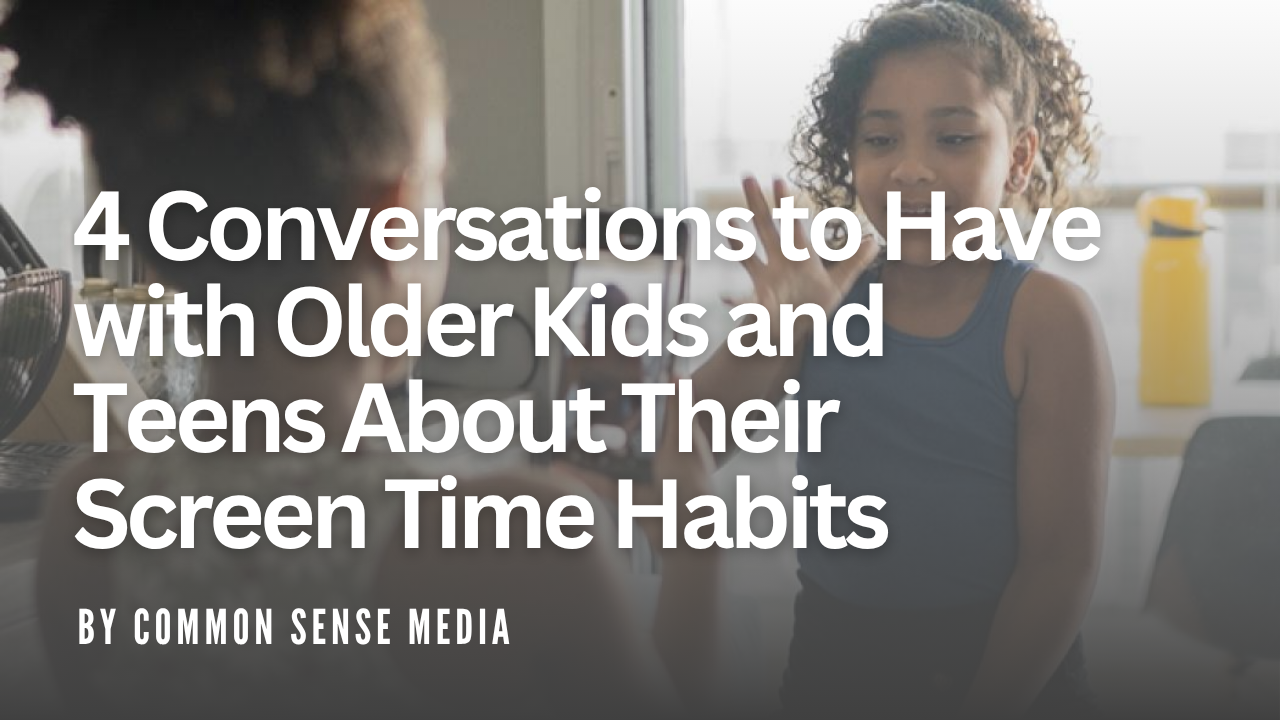 4 Conversations to Have
with Older Kids and
Teens About Their
Screen Time Habits
BY COMMON SENSE MEDIA